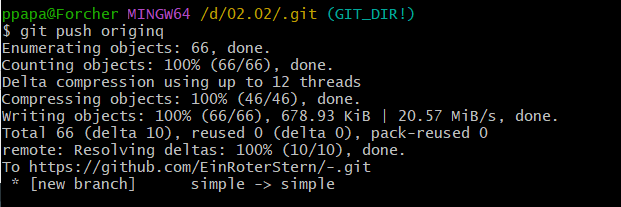 ppapa@Forcher MINGW64 /d/02.02/.git (GIT_DIR!)
$ git push originq
Enumerating objects: 66, done.
Counting objects: 100% (66/66), done.
Delta compression using up to 12 threads
Compressing objects: 100% (46/46), done.
Writing objects: 100% (66/66), 678.93 KiB | 20.57 MiB/s, done.
Total 66 (delta 10), reused 0 (delta 0), pack-reused 0
remote: Resolving deltas: 100% (10/10), done.
To https://github.com/EinRoterStern/-.git
 * [new branch]      simple -> simple